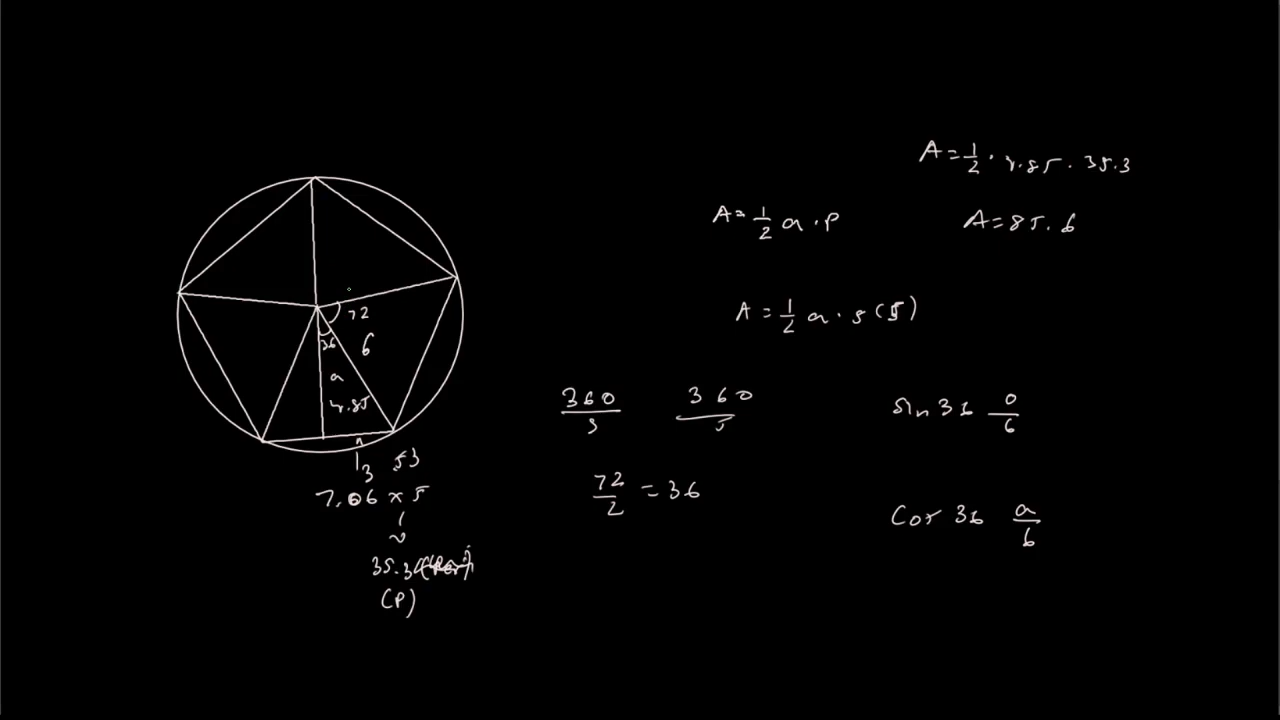 A = 1/2 · 4.85 · 35.3
A = 1/2 a · P
A = 85.6
72
36
6
a
4.85
A = 1/2 a · s (5)
360/5
360/5
sin 36 o/6
3.53
7.06 x 5
72/2 = 36
cos 36 a/6
35.3
(P)